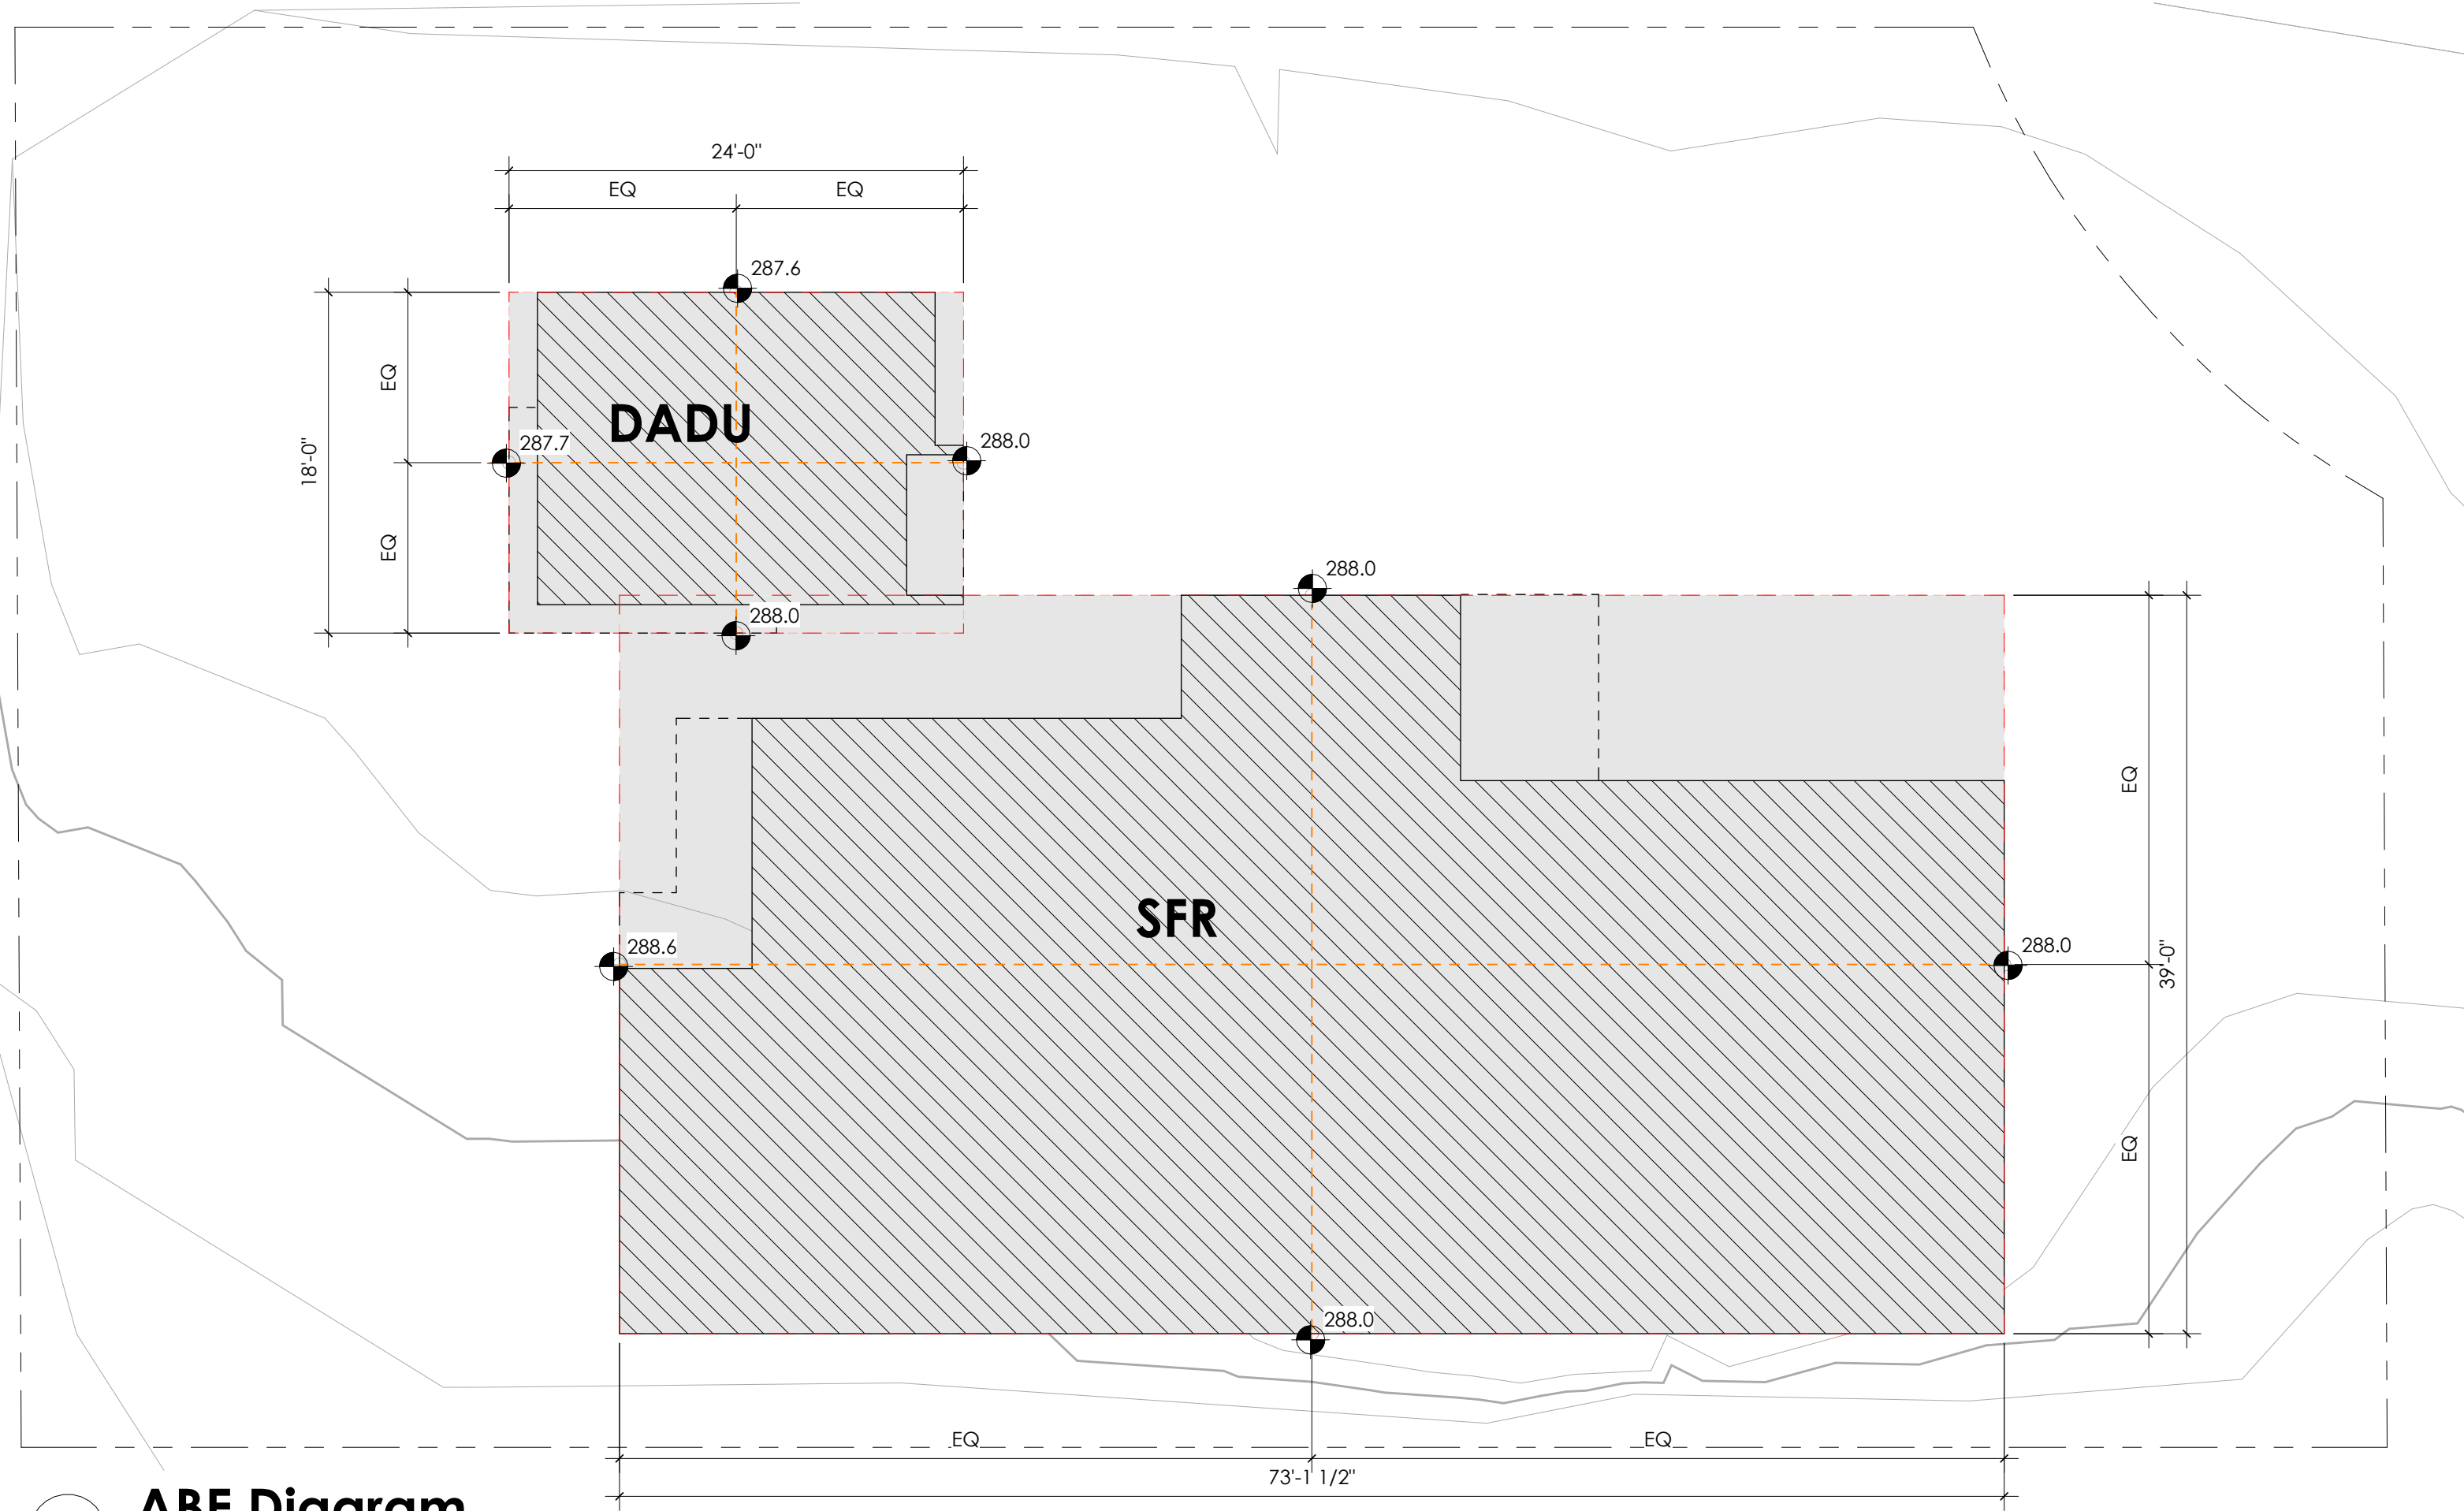 24'-0"
EQ EQ
287.6
EQ
DADU
287.7
288.0
18'-0"
EQ
288.0
288.0
EQ
SFR
288.6
288.0
39'-0"
EQ
288.0
EQ EQ
73'-1 1/2"
ABE Diagram